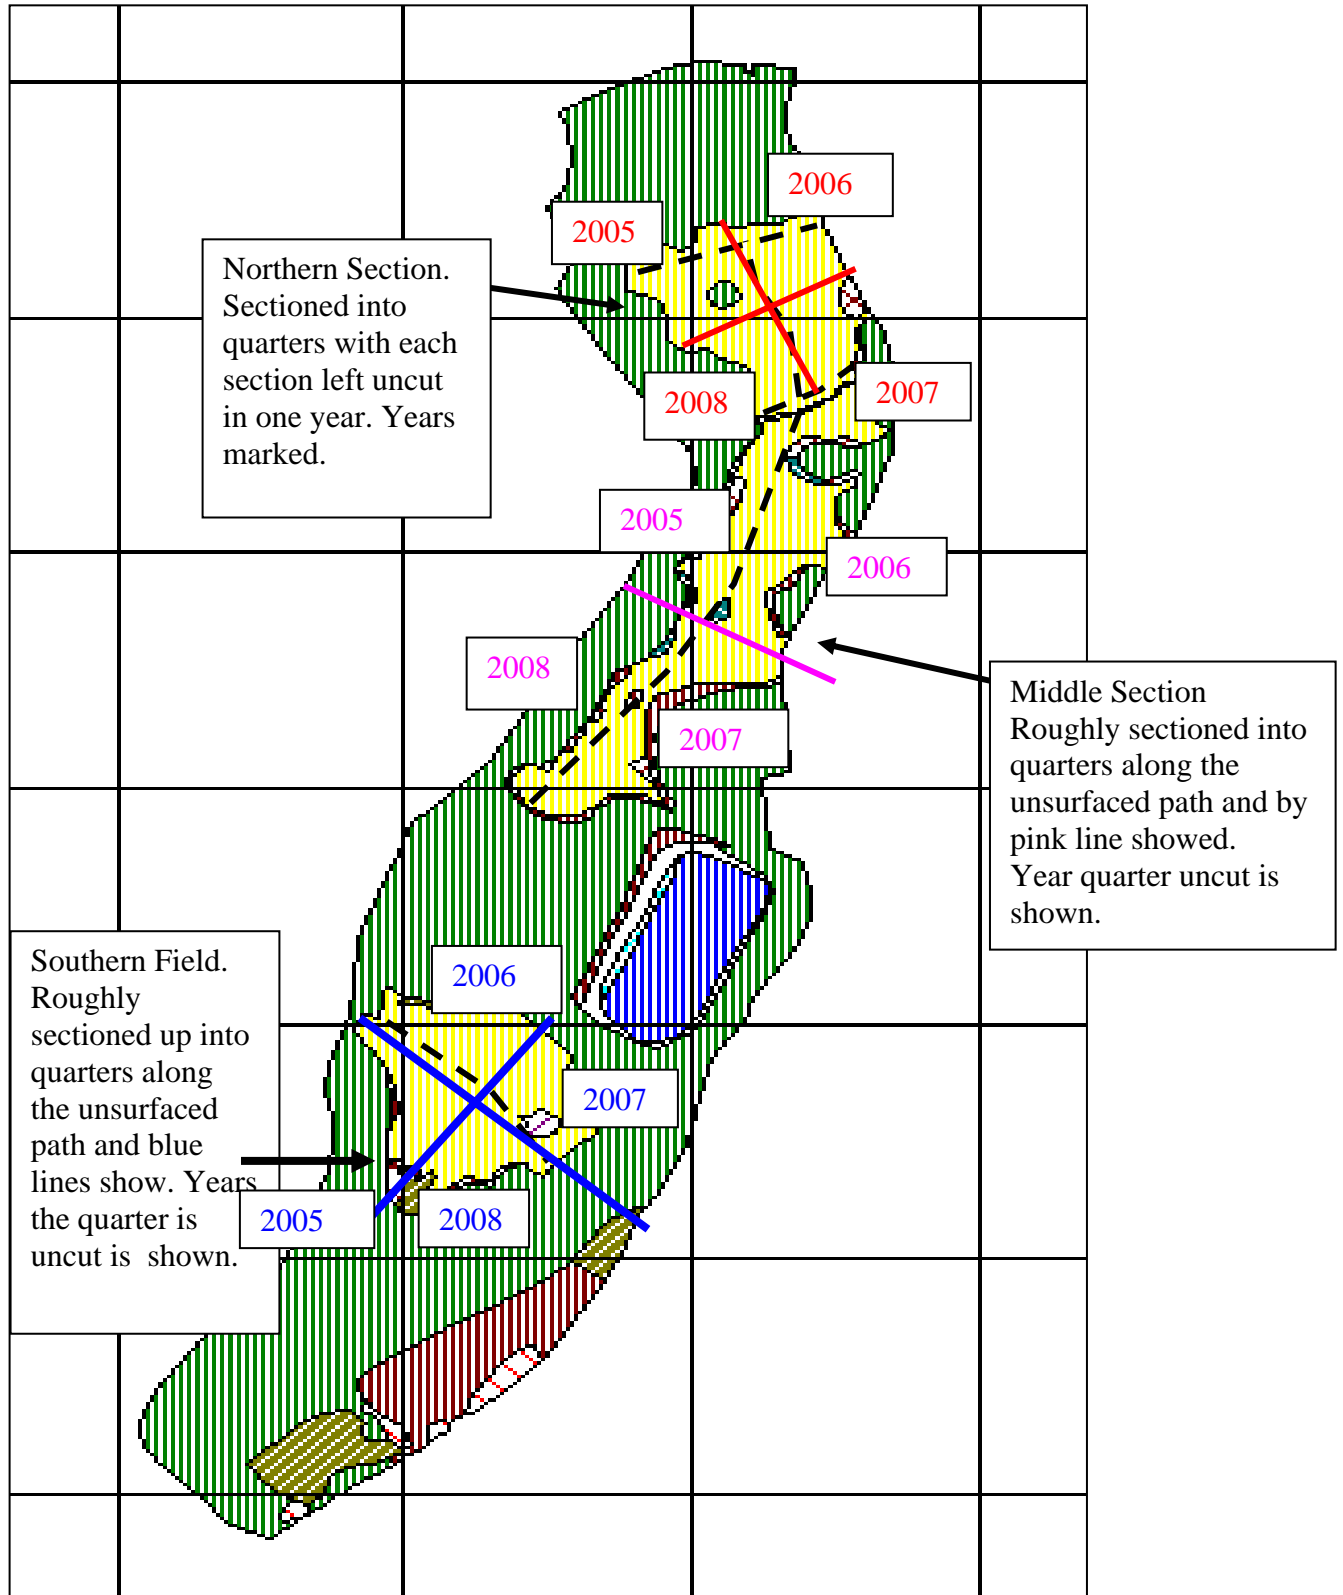 2006
2005
Northern Section.
Sectioned into
quarters with each
section left uncut
in one year. Years
marked.
2008
2007
2005
2006
2008
2007
Middle Section
Roughly sectioned into
quarters along the
unsurfaced path and by
pink line showed.
Year quarter uncut is
shown.
Southern Field.
Roughly
sectioned up into
quarters along
the unsurfaced
path and blue
lines show. Years
the quarter is
uncut is  shown.
2006
2007
2005
2008